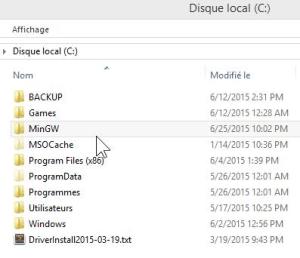 Disque local (C:)
Affichage
Disque local (C:)
Nom Modifié le
BACKUP 6/12/2015 2:31 PM
Games 6/12/2015 12:28 AM
MinGW 6/25/2015 10:02 PM
MSOCache 1/14/2015 10:36 PM
Program Files (x86) 6/4/2015 1:39 PM
ProgramData 5/26/2015 12:01 AM
Programmes 5/26/2015 12:01 AM
Utilisateurs 5/17/2015 10:25 PM
Windows 6/2/2015 12:56 PM
DriverInstall2015-03-19.txt 3/19/2015 9:43 PM